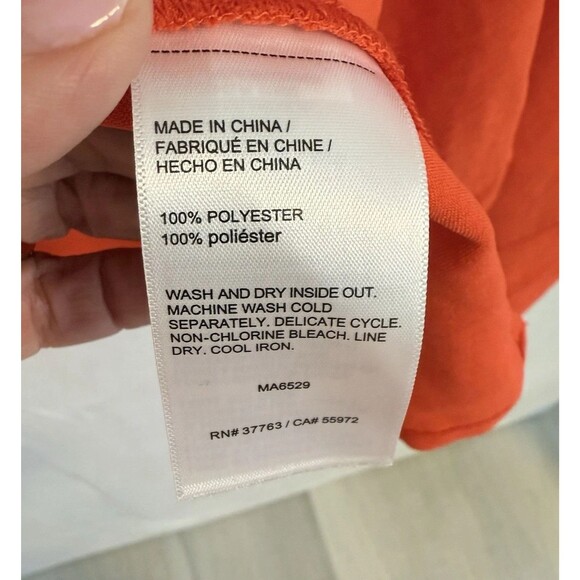 MADE IN CHINA /
FABRIQUÉ EN CHINE /
HECHO EN CHINA
100% POLYESTER
100% poliéster
WASH AND DRY INSIDE OUT.
MACHINE WASH COLD
SEPARATELY. DELICATE CYCLE.
NON-CHLORINE BLEACH. LINE
DRY. COOL IRON.
MA6529
RN# 37763 / CA# 55972